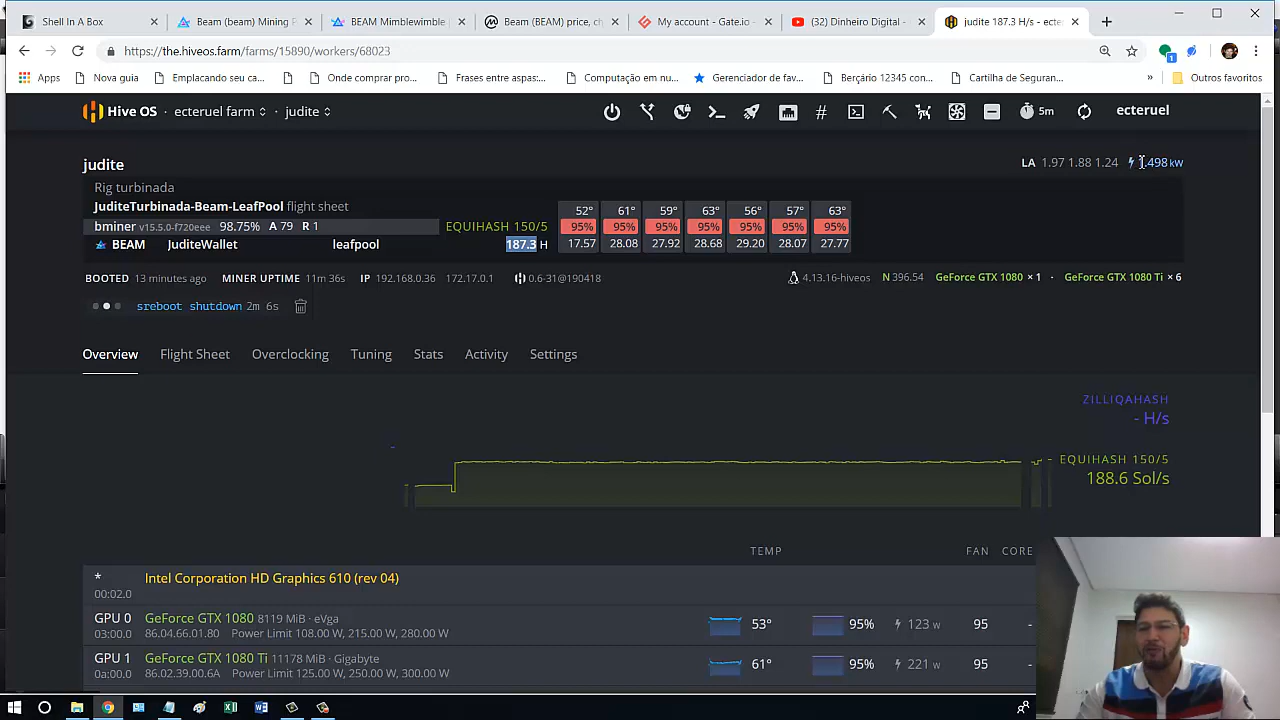 Shell In A Box
Beam (beam) Mining P
BEAM Mimblewimble
Beam (BEAM) price, ch
My account - Gate.io -
(32) Dinheiro Digital -
judite 187.3 H/s - ecter
https://the.hiveos.farm/farms/15890/workers/68023
Apps Nova guia Emplacando seu ca... Onde comprar pro... Frases entre aspas:... Computação em nu... Gerenciador de fav... Berçário 12345 con... Cartilha de Seguran... » Outros favoritos
Hive OS ecteruel farm judite 5m ecteruel
judite LA 1.97 1.88 1.24 1.498 kW
Rig turbinada
JuditeTurbinada-Beam-LeafPool flight sheet 52° 61° 59° 63° 56° 57° 63°
bminer v15.5.0-f720eee 98.75% A 79 R 1 EQUIHASH 150/5 95% 95% 95% 95% 95% 95% 95%
BEAM JuditeWallet leafpool 187.3 H 17.57 28.08 27.92 28.68 29.20 28.07 27.77
BOOTED 13 minutes ago MINER UPTIME 11m 36s IP 192.168.0.36 172.17.0.1 0.6-31@190418 4.13.16-hiveos N 396.54 GeForce GTX 1080 × 1 · GeForce GTX 1080 Ti × 6
sreboot shutdown 2m 6s
Overview Flight Sheet Overclocking Tuning Stats Activity Settings
ZILLIQAHASH
- H/s
EQUIHASH 150/5
188.6 Sol/s
TEMP FAN CORE
* Intel Corporation HD Graphics 610 (rev 04)
00:02.0
GPU 0 GeForce GTX 1080 8119 MiB · eVga 53° 95% 123 W 95 -
03:00.0 86.04.66.01.80 Power Limit 108.00 W, 215.00 W, 280.00 W
GPU 1 GeForce GTX 1080 Ti 11178 MiB · Gigabyte 61° 95% 221 W 95 -
0a:00.0 86.02.39.00.6A Power Limit 125.00 W, 250.00 W, 300.00 W